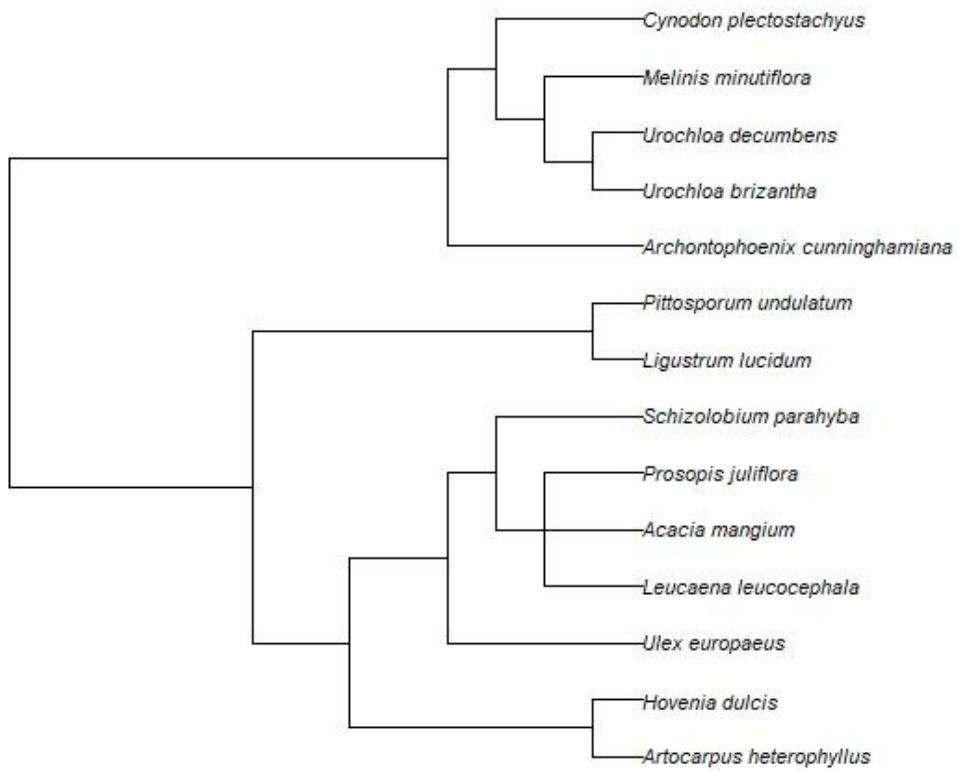 Cynodon plectostachyus
Melinis minutiflora
Urochloa decumbens
Urochloa brizantha
Archontophoenix cunninghamiana
Pittosporum undulatum
Ligustrum lucidum
Schizolobium parahyba
Prosopis juliflora
Acacia mangium
Leucaena leucocephala
Ulex europaeus
Hovenia dulcis
Artocarpus heterophyllus